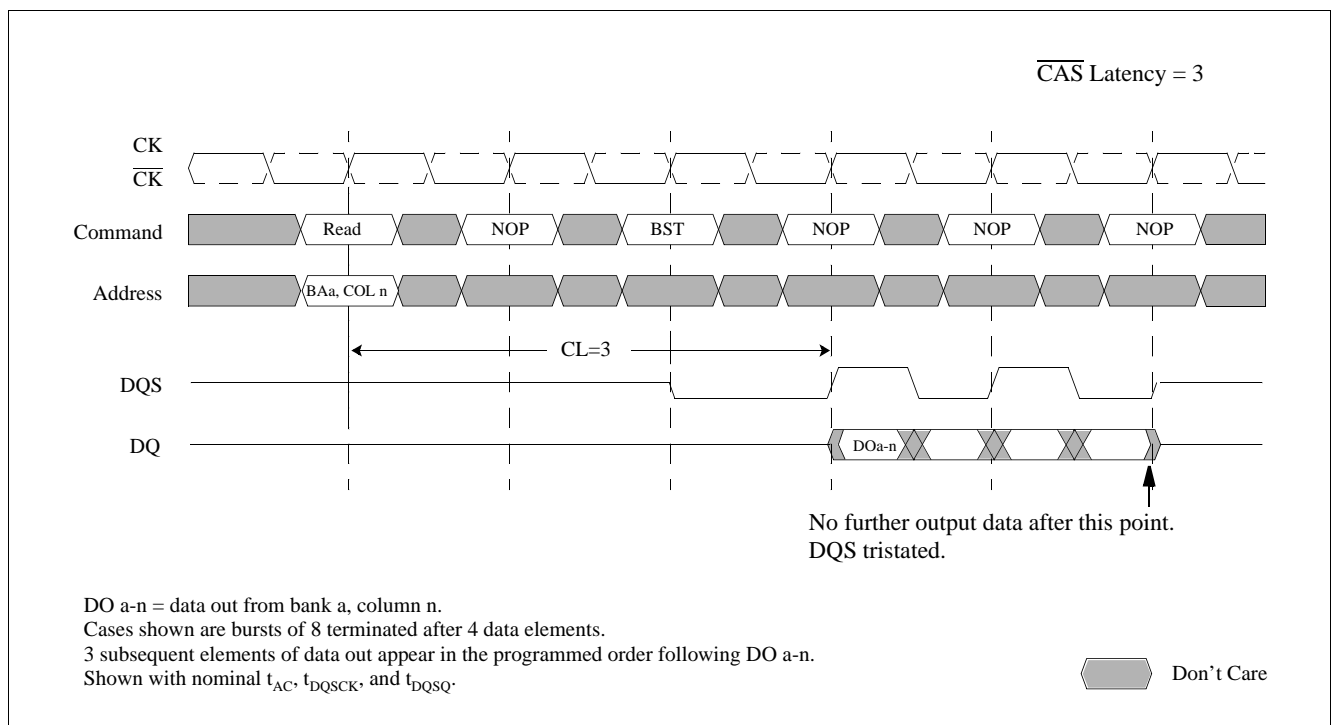 CAS Latency = 3
CK
CK
Command
Read
NOP
BST
NOP
NOP
NOP
Address
BAa, COL n
CL=3
DQS
DQ
DOa-n
No further output data after this point.
DQS tristated.
DO a-n = data out from bank a, column n.
Cases shown are bursts of 8 terminated after 4 data elements.
3 subsequent elements of data out appear in the programmed order following DO a-n.
Shown with nominal tAC, tDQSCK, and tDQSQ.
Don't Care